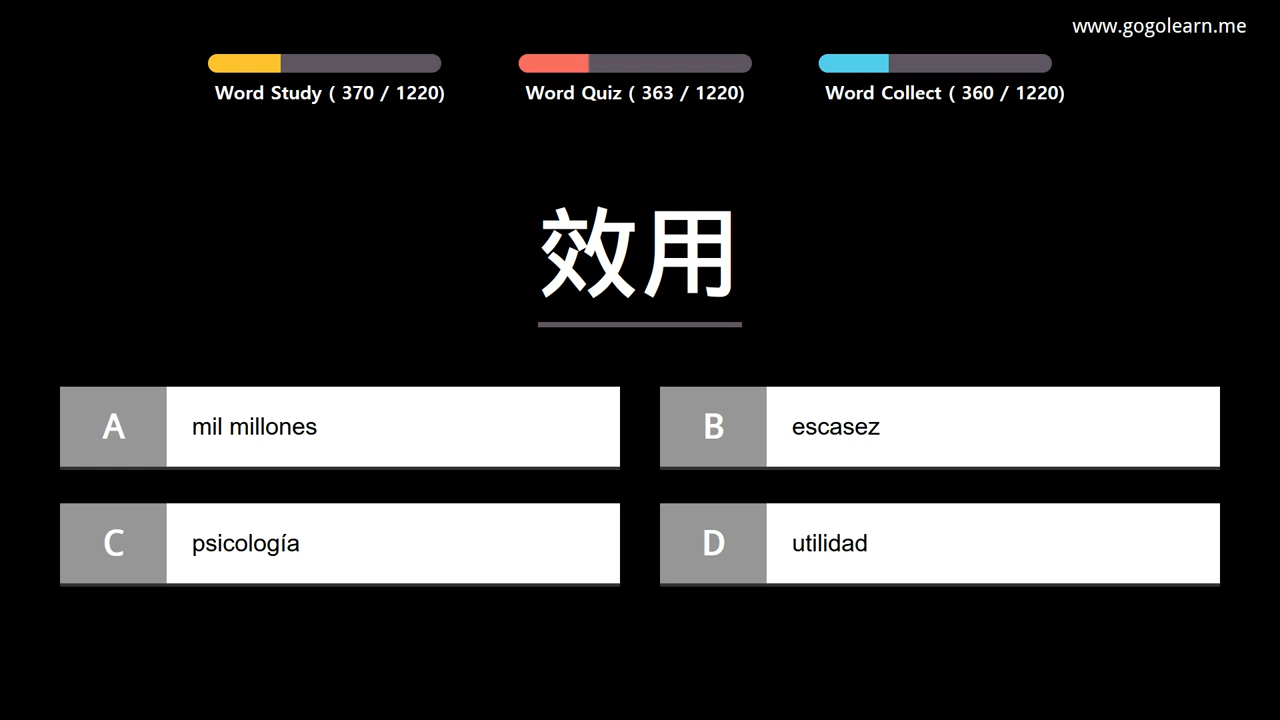 www.gogolearn.me
Word Study ( 370 / 1220)
Word Quiz ( 363 / 1220)
Word Collect ( 360 / 1220)
效用
A mil millones
B escasez
C psicología
D utilidad